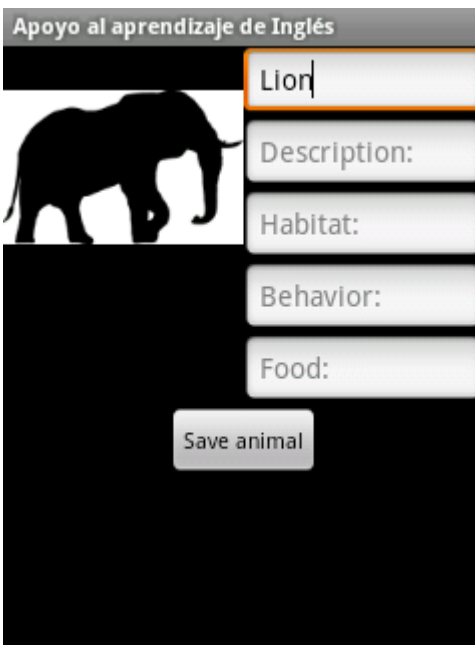 Apoyo al aprendizaje de Inglés
Lion
Description:
Habitat:
Behavior:
Food:
Save animal